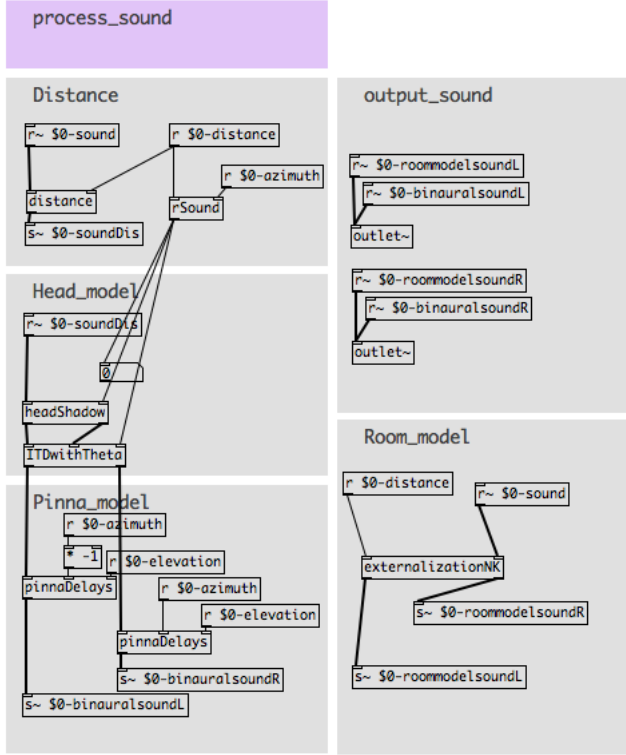 process_sound
Distance
r~ $0-sound
r $0-distance
r $0-azimuth
distance
rSound
s~ $0-soundDis
Head_model
r~ $0-soundDis
0
headShadow
ITDwithTheta
Pinna_model
r $0-azimuth
* -1
r $0-elevation
pinnaDelays
r $0-azimuth
r $0-elevation
pinnaDelays
s~ $0-binauralsoundR
s~ $0-binauralsoundL
output_sound
r~ $0-roommodelsoundL
r~ $0-binauralsoundL
outlet~
r~ $0-roommodelsoundR
r~ $0-binauralsoundR
outlet~
Room_model
r $0-distance
r~ $0-sound
externalizationNK
s~ $0-roommodelsoundR
s~ $0-roommodelsoundL